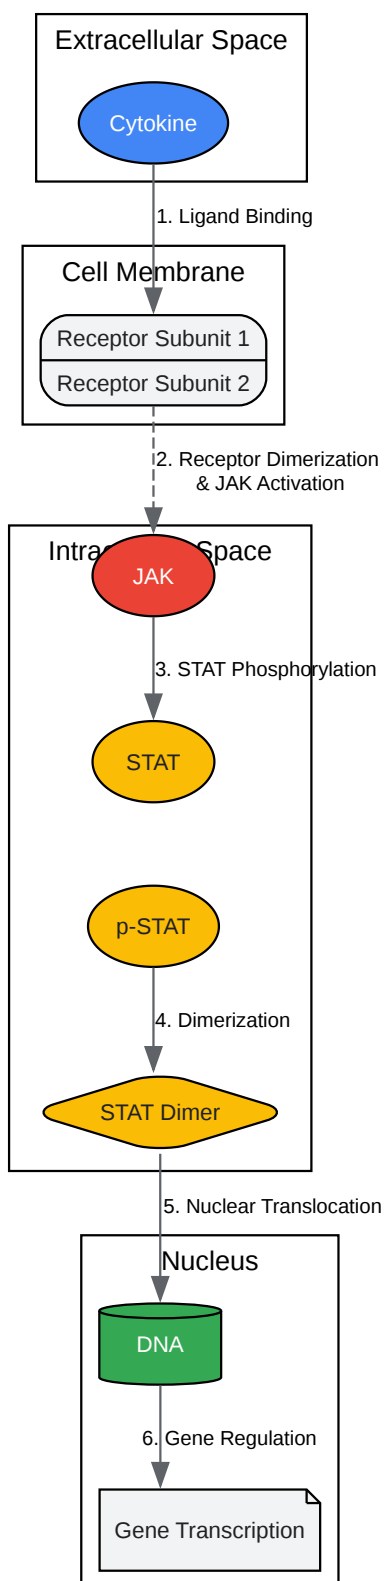 Extracellular Space
Cytokine
1. Ligand Binding
Cell Membrane
Receptor Subunit 1
Receptor Subunit 2
2. Receptor Dimerization
& JAK Activation
Space
JAK
3. STAT Phosphorylation
STAT
p-STAT
4. Dimerization
STAT Dimer
5. Nuclear Translocation
Nucleus
DNA
6. Gene Regulation
Gene Transcription